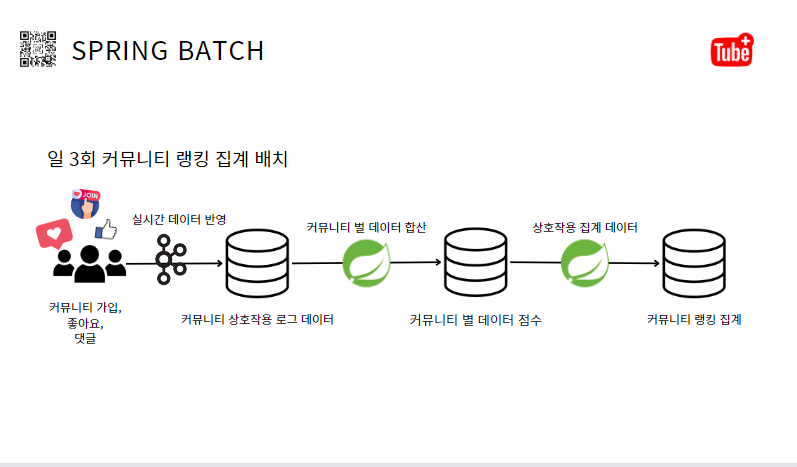 SPRING BATCH
Tube+
일 3회 커뮤니티 랭킹 집계 배치
JOIN
실시간 데이터 반영
커뮤니티 벌 데이터 합산
상호작용 집계 데이터
커뮤니티 가입,
좋아요,
댓글
커뮤니티 상호작용 로그 데이터
커뮤니티 별 데이터 점수
커뮤니티 랭킹 집계